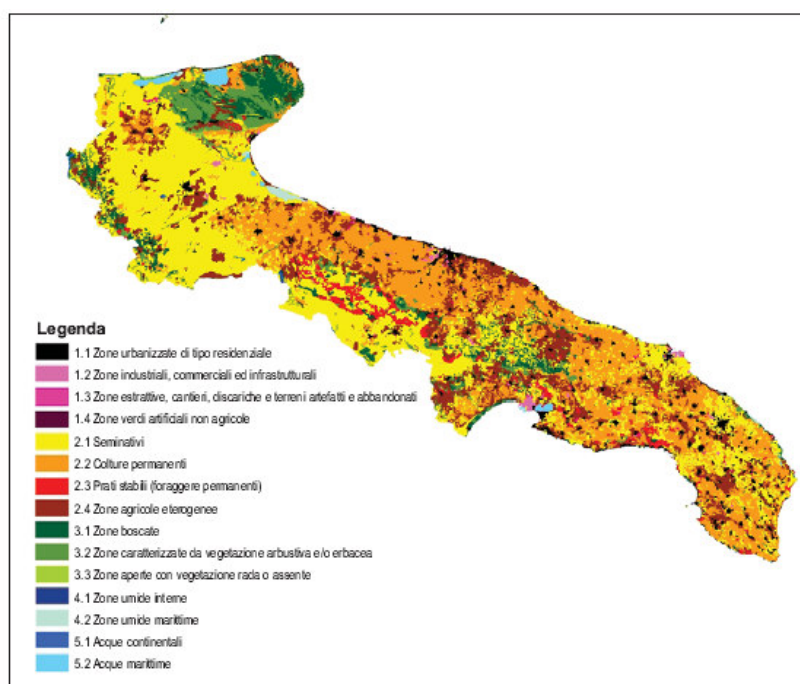 Legenda
1.1 Zone urbanizzate di tipo residenziale
1.2 Zone industriali, commerciali ed infrastrutturali
1.3 Zone estrattive, cantieri, discariche e terreni artefatti e abbandonati
1.4 Zone verdi artificiali non agricole
2.1 Seminativi
2.2 Colture permanenti
2.3 Prati stabili (foraggere permanenti)
2.4 Zone agricole eterogenee
3.1 Zone boscate
3.2 Zone caratterizzate da vegetazione arbustiva e/o erbacea
3.3 Zone aperte con vegetazione rada o assente
4.1 Zone umide interne
4.2 Zone umide marittime
5.1 Acque continentali
5.2 Acque marittime